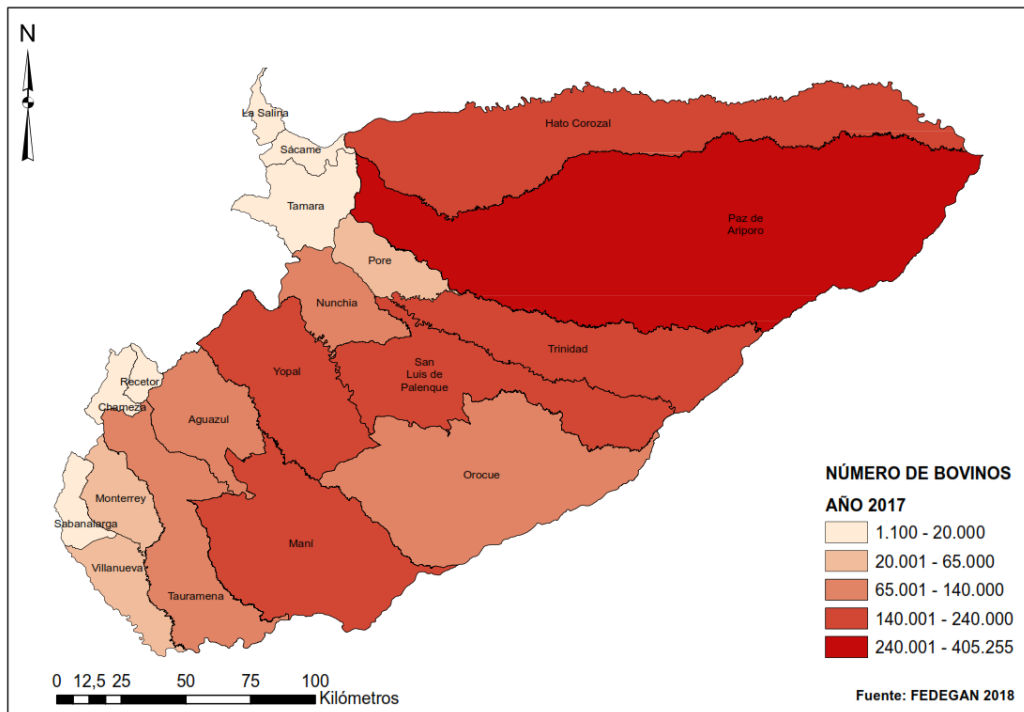 N
La Salina
Hato Corozal
Sácame
Tamara
Paz de
Ariporo
Pore
Nunchia
Trinidad
San
Luis de
Palenque
Yopal
Recetor
Chameza
Aguazul
Orocue
Monterrey
Sabanalarga
Maní
Villanueva
Tauramena
NÚMERO DE BOVINOS
AÑO 2017
1.100 - 20.000
20.001 - 65.000
65.001 - 140.000
140.001 - 240.000
240.001 - 405.255
0 12,5 25 50 75 100
Kilómetros
Fuente: FEDEGAN 2018